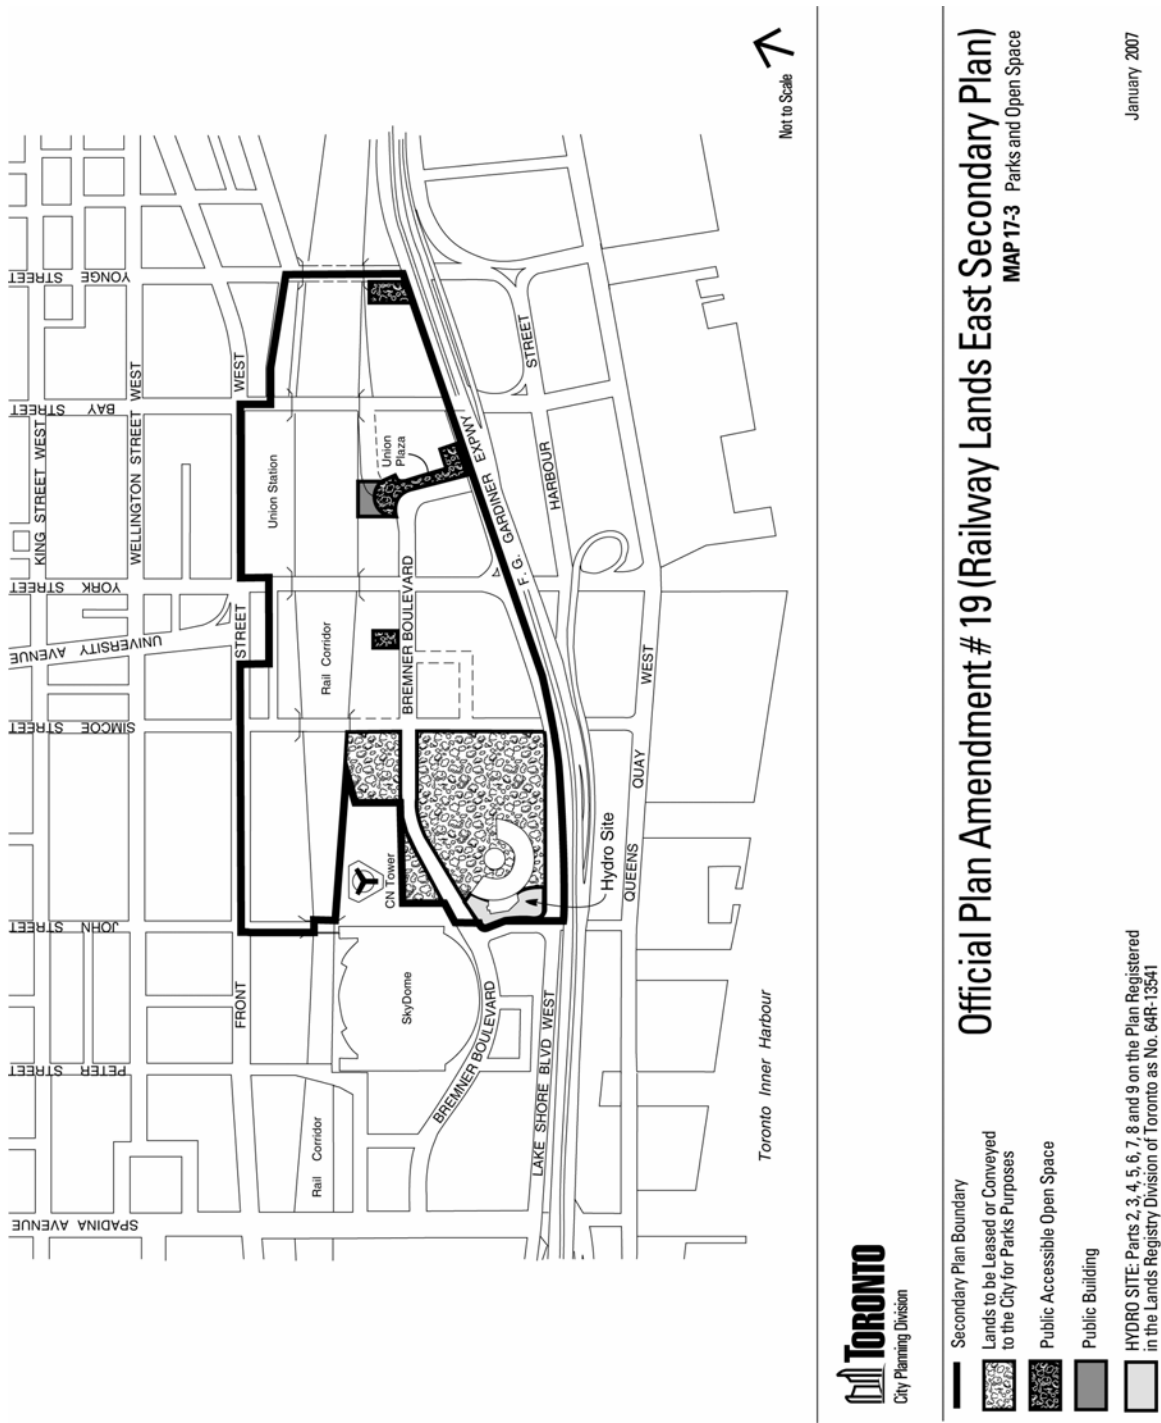 SPADINA AVENUE
PETER STREET
JOHN STREET
SIMCOE STREET
UNIVERSITY AVENUE
YORK STREET
BAY STREET
YONGE STREET
KING STREET WEST
WELLINGTON STREET WEST
FRONT STREET WEST
Rail Corridor
Rail Corridor
Union Station
SkyDome
CN Tower
BREMNER BOULEVARD
BREMNER BOULEVARD
Union
Plaza
Hydro Site
LAKE SHORE BLVD WEST
F. G. GARDINER EXPWY
HARBOUR STREET
QUEENS QUAY WEST
Toronto Inner Harbour
Not to Scale
TORONTO
City Planning Division
Official Plan Amendment # 19 (Railway Lands East Secondary Plan)
MAP 17-3 Parks and Open Space
Secondary Plan Boundary
Lands to be Leased or Conveyed
to the City for Parks Purposes
Public Accessible Open Space
Public Building
HYDRO SITE: Parts 2, 3, 4, 5, 6, 7, 8 and 9 on the Plan Registered
in the Lands Registry Division of Toronto as No. 64R-13541
January 2007